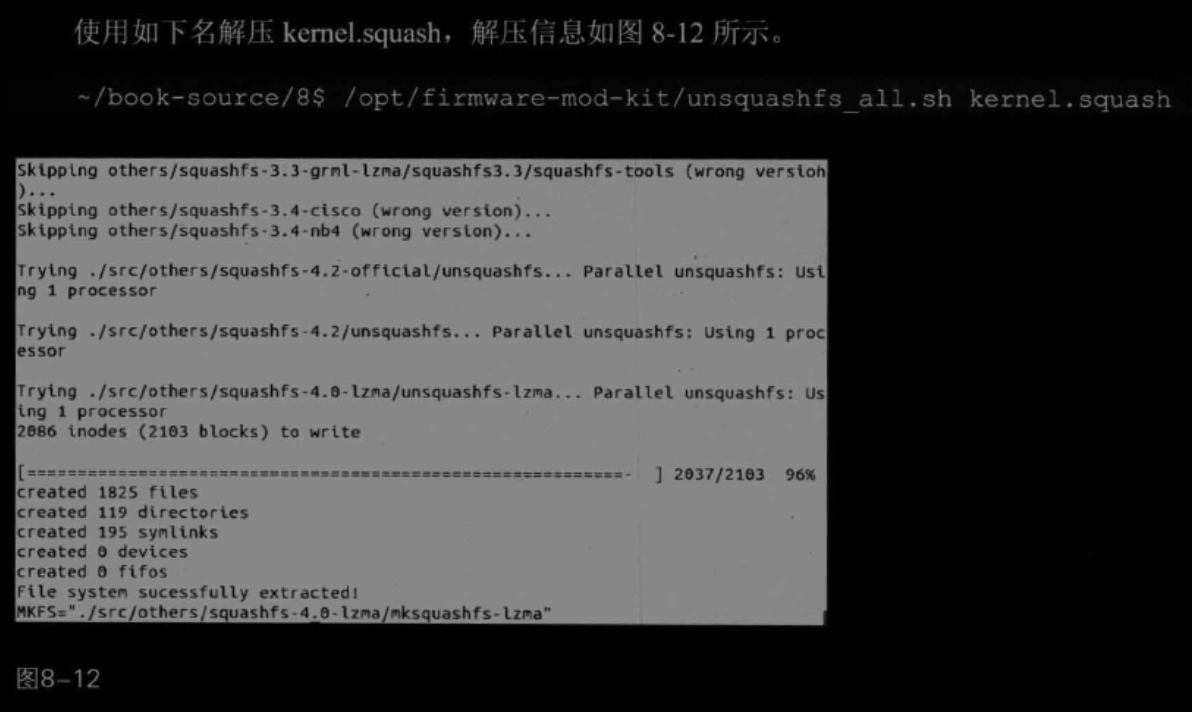 使用如下名解压 kernel.squash，解压信息如图 8-12 所示。
~/book-source/8$ /opt/firmware-mod-kit/unsquashfs_all.sh kernel.squash
Skipping others/squashfs-3.3-grml-lzma/squashfs3.3/squashfs-tools (wrong version
)...
Skipping others/squashfs-3.4-cisco (wrong version)...
Skipping others/squashfs-3.4-nb4 (wrong version)...
Trying ./src/others/squashfs-4.2-official/unsquashfs... Parallel unsquashfs: Usi
ng 1 processor
Trying ./src/others/squashfs-4.2/unsquashfs... Parallel unsquashfs: Using 1 proc
essor
Trying ./src/others/squashfs-4.0-lzma/unsquashfs-lzma... Parallel unsquashfs: Us
ing 1 processor
2086 inodes (2103 blocks) to write
[===========================================================- ] 2037/2103 96%
created 1825 files
created 119 directories
created 195 symlinks
created 0 devices
created 0 fifos
File system sucessfully extracted!
MKFS="./src/others/squashfs-4.0-lzma/mksquashfs-lzma"
图8-12